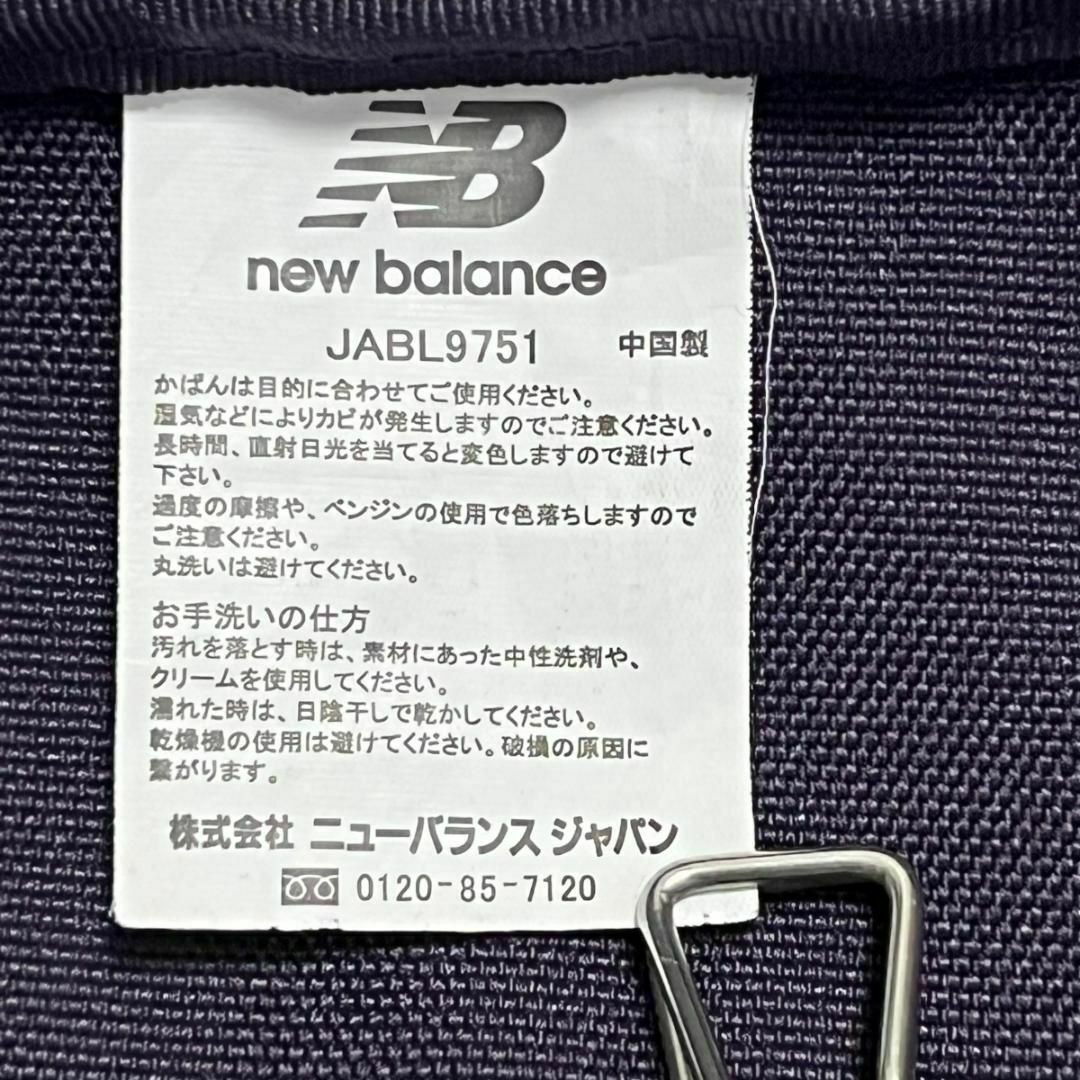 NB
new balance
JABL9751 中国製
かばんは目的に合わせてご使用ください。
湿気などによりカビが発生しますのでご注意ください。
長時間、直射日光を当てると変色しますので避けて
下さい。
過度の摩擦や、ベンジンの使用で色落ちしますので
ご注意ください。
丸洗いは避けてください。
お手洗いの仕方
汚れを落とす時は、素材にあった中性洗剤や、
クリームを使用してください。
濡れた時は、日陰干しで乾かしてください。
乾燥機の使用は避けてください。破損の原因に
繋がります。
株式会社 ニューバランス ジャパン
0120-85-7120